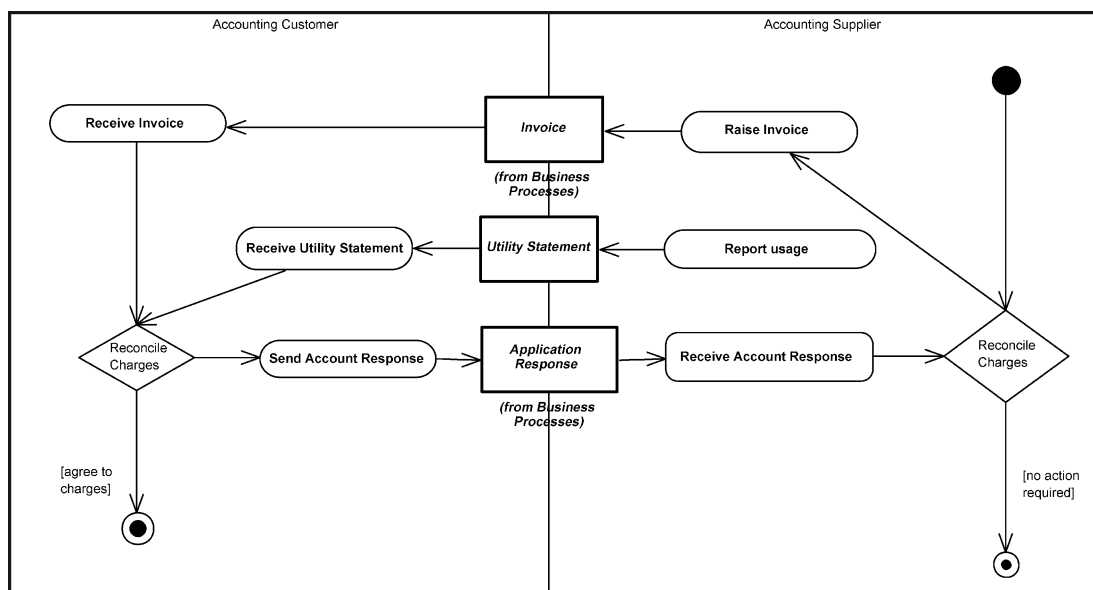 Accounting Customer
Accounting Supplier
Receive Invoice
Invoice
Raise Invoice
(from Business
Processes)
Receive Utility Statement
Utility Statement
Report usage
Reconcile
Charges
Send Account Response
Application
Response
Receive Account Response
Reconcile
Charges
(from Business
Processes)
[agree to
charges]
[no action
required]